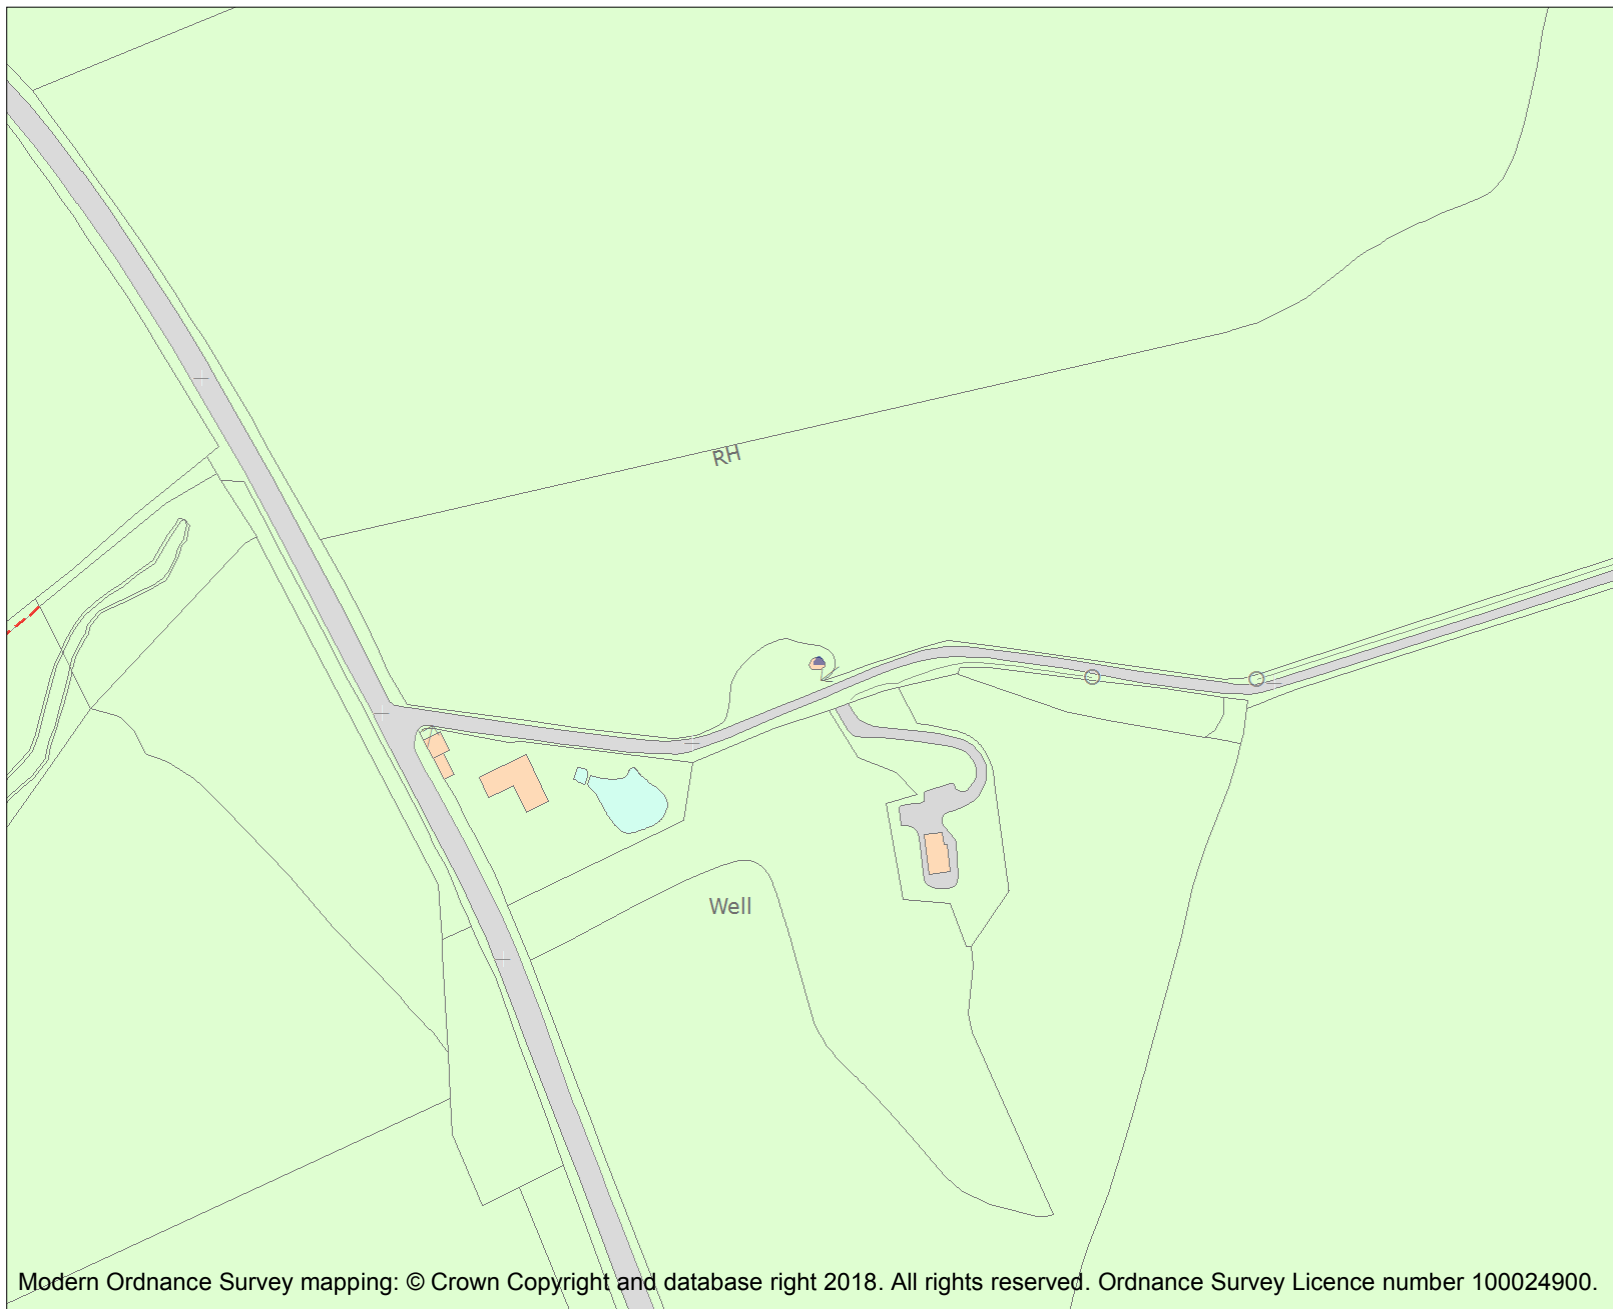 RH
Well
Modern Ordnance Survey mapping: © Crown Copyright and database right 2018. All rights reserved. Ordnance Survey Licence number 100024900.